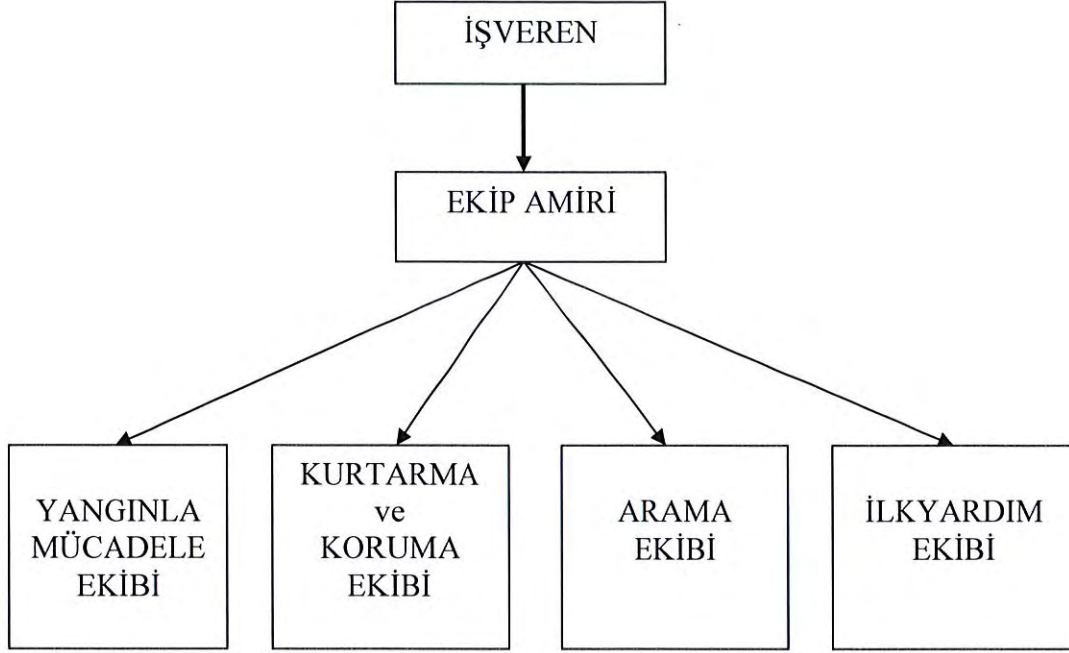 İŞVEREN
EKİP AMİRİ
YANGINLA
MÜCADELE
EKİBİ
KURTARMA
ve
KORUMA
EKİBİ
ARAMA
EKİBİ
İLKYARDIM
EKİBİ